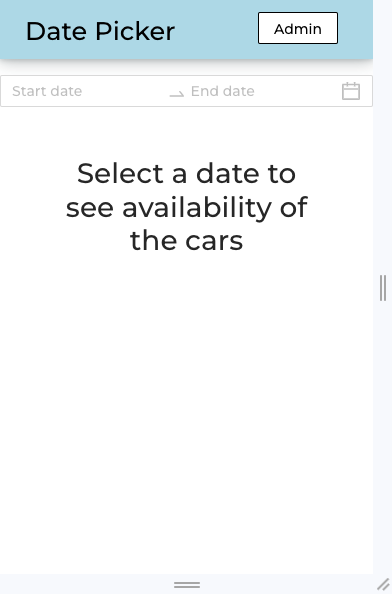 Date Picker
Admin
Start date
End date
Select a date to
see availability of
the cars